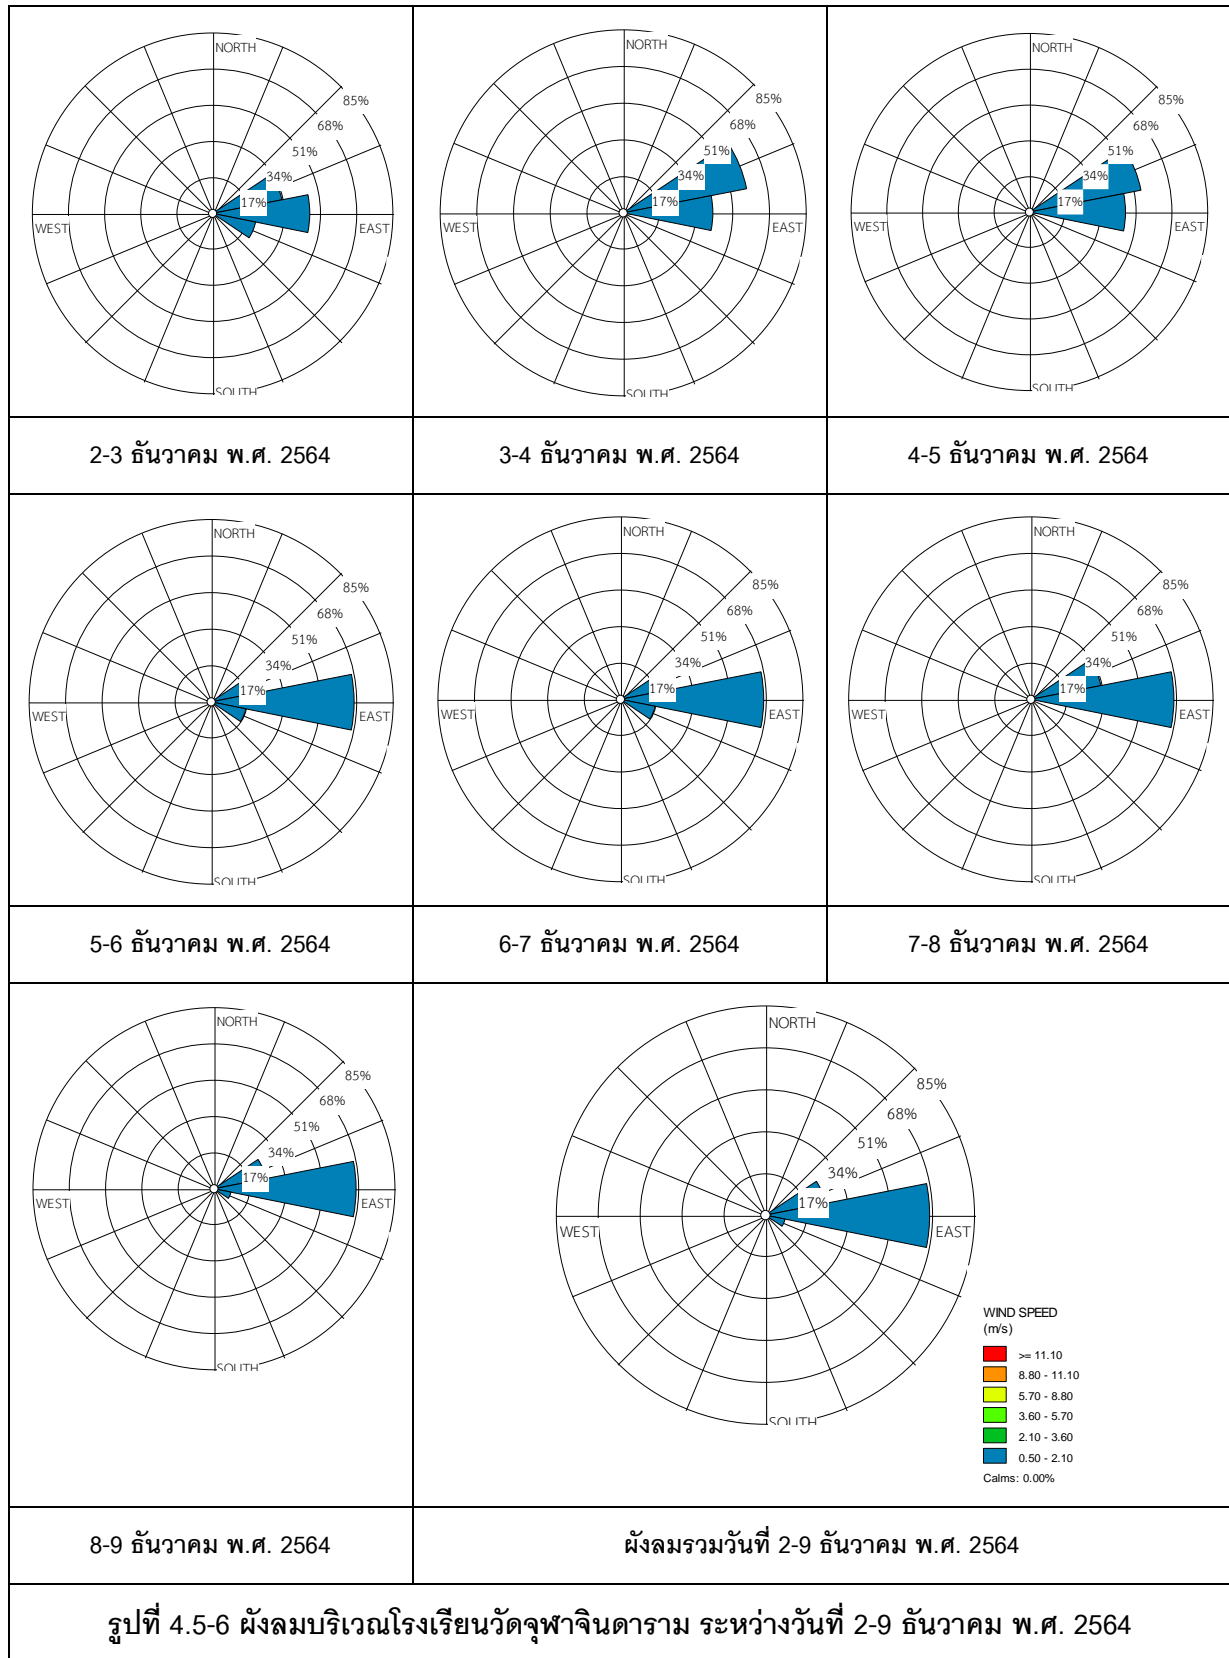 NORTH
85%
68%
51%
34%
17%
WEST
EAST
SOUTH
NORTH
85%
68%
51%
34%
17%
WEST
EAST
SOUTH
NORTH
85%
68%
51%
34%
17%
WEST
EAST
SOUTH
2-3 ธันวาคม พ.ศ. 2564
3-4 ธันวาคม พ.ศ. 2564
4-5 ธันวาคม พ.ศ. 2564
NORTH
85%
68%
51%
34%
17%
WEST
EAST
SOUTH
NORTH
85%
68%
51%
34%
17%
WEST
EAST
SOUTH
NORTH
85%
68%
51%
34%
17%
WEST
EAST
SOUTH
5-6 ธันวาคม พ.ศ. 2564
6-7 ธันวาคม พ.ศ. 2564
7-8 ธันวาคม พ.ศ. 2564
NORTH
85%
68%
51%
34%
17%
WEST
EAST
SOUTH
NORTH
85%
68%
51%
34%
17%
WEST
EAST
SOUTH
WIND SPEED
(m/s)
>= 11.10
8.80 - 11.10
5.70 - 8.80
3.60 - 5.70
2.10 - 3.60
0.50 - 2.10
Calms: 0.00%
8-9 ธันวาคม พ.ศ. 2564
ผังลมรวมวันที่ 2-9 ธันวาคม พ.ศ. 2564
รูปที่ 4.5-6 ผังลมบริเวณโรงเรียนวัดจุฬาจินดาราม ระหว่างวันที่ 2-9 ธันวาคม พ.ศ. 2564